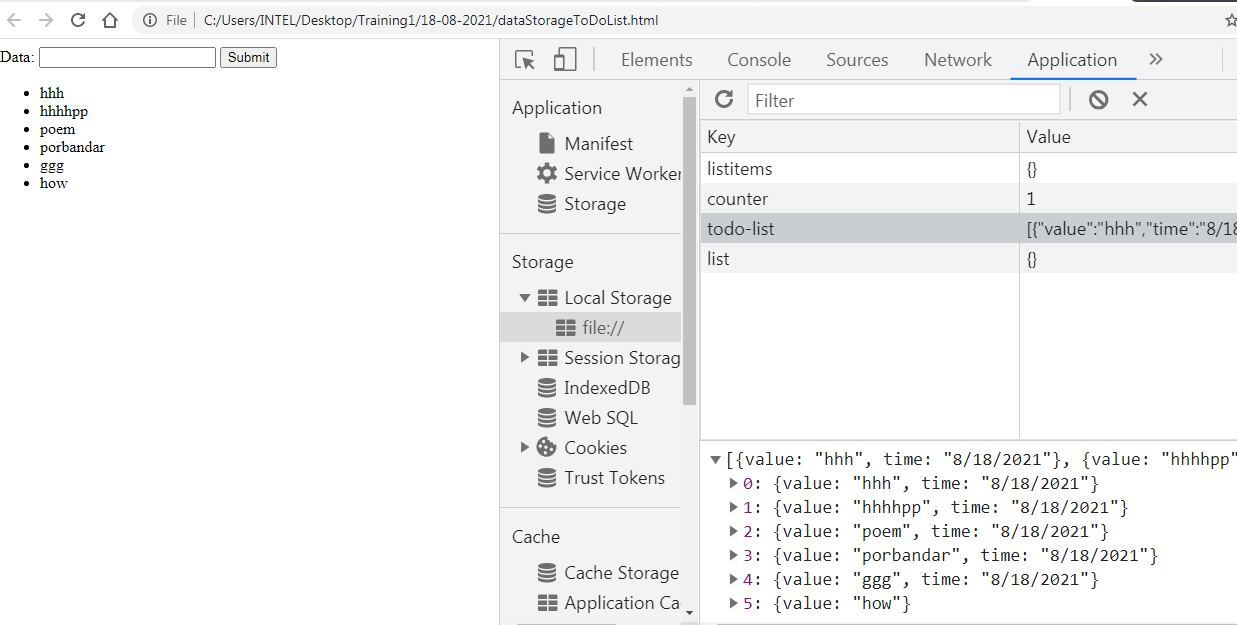 File | C:/Users/INTEL/Desktop/Training1/18-08-2021/dataStorageToDoList.html
Data: Submit
hhh
hhhhpp
poem
porbandar
ggg
how
Elements Console Sources Network Application
Filter
Application
Manifest
Service Worker
Storage
Storage
Local Storage
file://
Session Storag
IndexedDB
Web SQL
Cookies
Trust Tokens
Cache
Cache Storage
Application Ca
Key Value
listitems {}
counter 1
todo-list [{"value":"hhh","time":"8/18
list {}
[{value: "hhh", time: "8/18/2021"}, {value: "hhhhpp"
0: {value: "hhh", time: "8/18/2021"}
1: {value: "hhhhpp", time: "8/18/2021"}
2: {value: "poem", time: "8/18/2021"}
3: {value: "porbandar", time: "8/18/2021"}
4: {value: "ggg", time: "8/18/2021"}
5: {value: "how"}